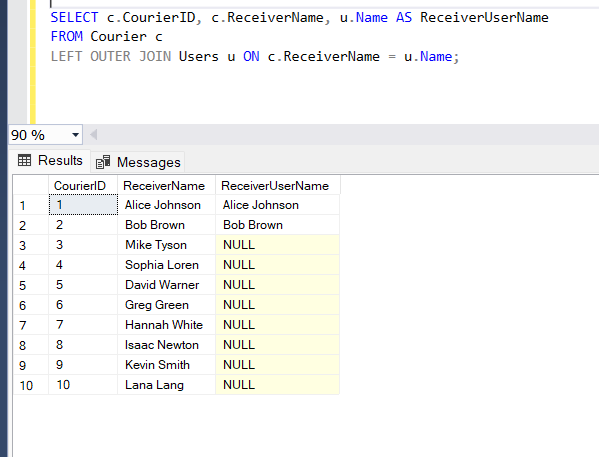 SELECT c.CourierID, c.ReceiverName, u.Name AS ReceiverUserName
FROM Courier c
LEFT OUTER JOIN Users u ON c.ReceiverName = u.Name;
90 %
Results Messages
CourierID ReceiverName ReceiverUserName
1 1 Alice Johnson Alice Johnson
2 2 Bob Brown Bob Brown
3 3 Mike Tyson NULL
4 4 Sophia Loren NULL
5 5 David Warner NULL
6 6 Greg Green NULL
7 7 Hannah White NULL
8 8 Isaac Newton NULL
9 9 Kevin Smith NULL
10 10 Lana Lang NULL